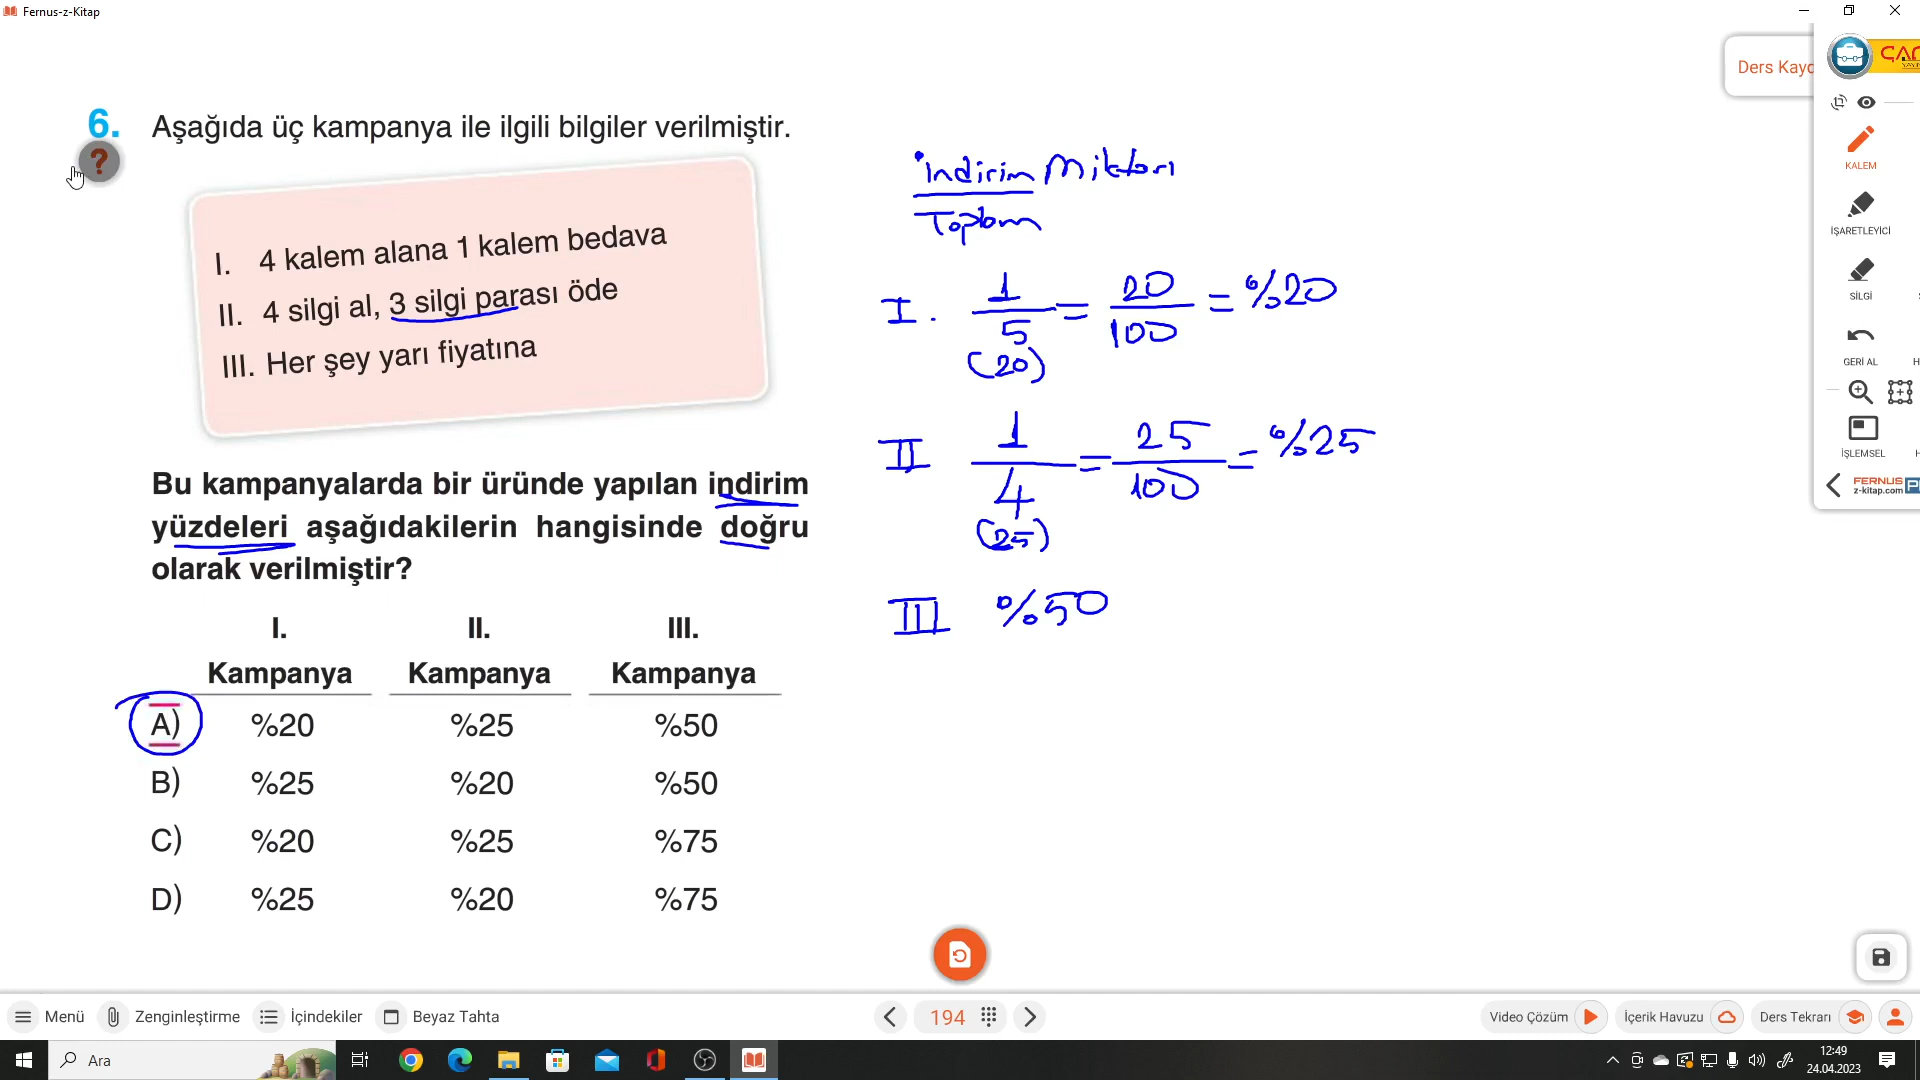 Fernus-z-Kitap
Ders Kayd
ÇA
6. Aşağıda üç kampanya ile ilgili bilgiler verilmiştir.
?
I. 4 kalem alana 1 kalem bedava
II. 4 silgi al, 3 silgi parası öde
III. Her şey yarı fiyatına
Bu kampanyalarda bir üründe yapılan indirim
yüzdeleri aşağıdakilerin hangisinde doğru
olarak verilmiştir?
I. II. III.
Kampanya Kampanya Kampanya
A) %20 %25 %50
B) %25 %20 %50
C) %20 %25 %75
D) %25 %20 %75
indirim Miktarı
Toplam
I. 1/5 = 20/100 = %20
(20)
II 1/4 = 25/100 = %25
(25)
III %50
KALEM
İŞARETLEYİCİ
SİLGİ
GERİ AL
İŞLEMSEL
FERNUS
z-kitap.com
Menü Zenginleştirme İçindekiler Beyaz Tahta 194 Video Çözüm İçerik Havuzu Ders Tekrarı
Ara
12:49
24.04.2023